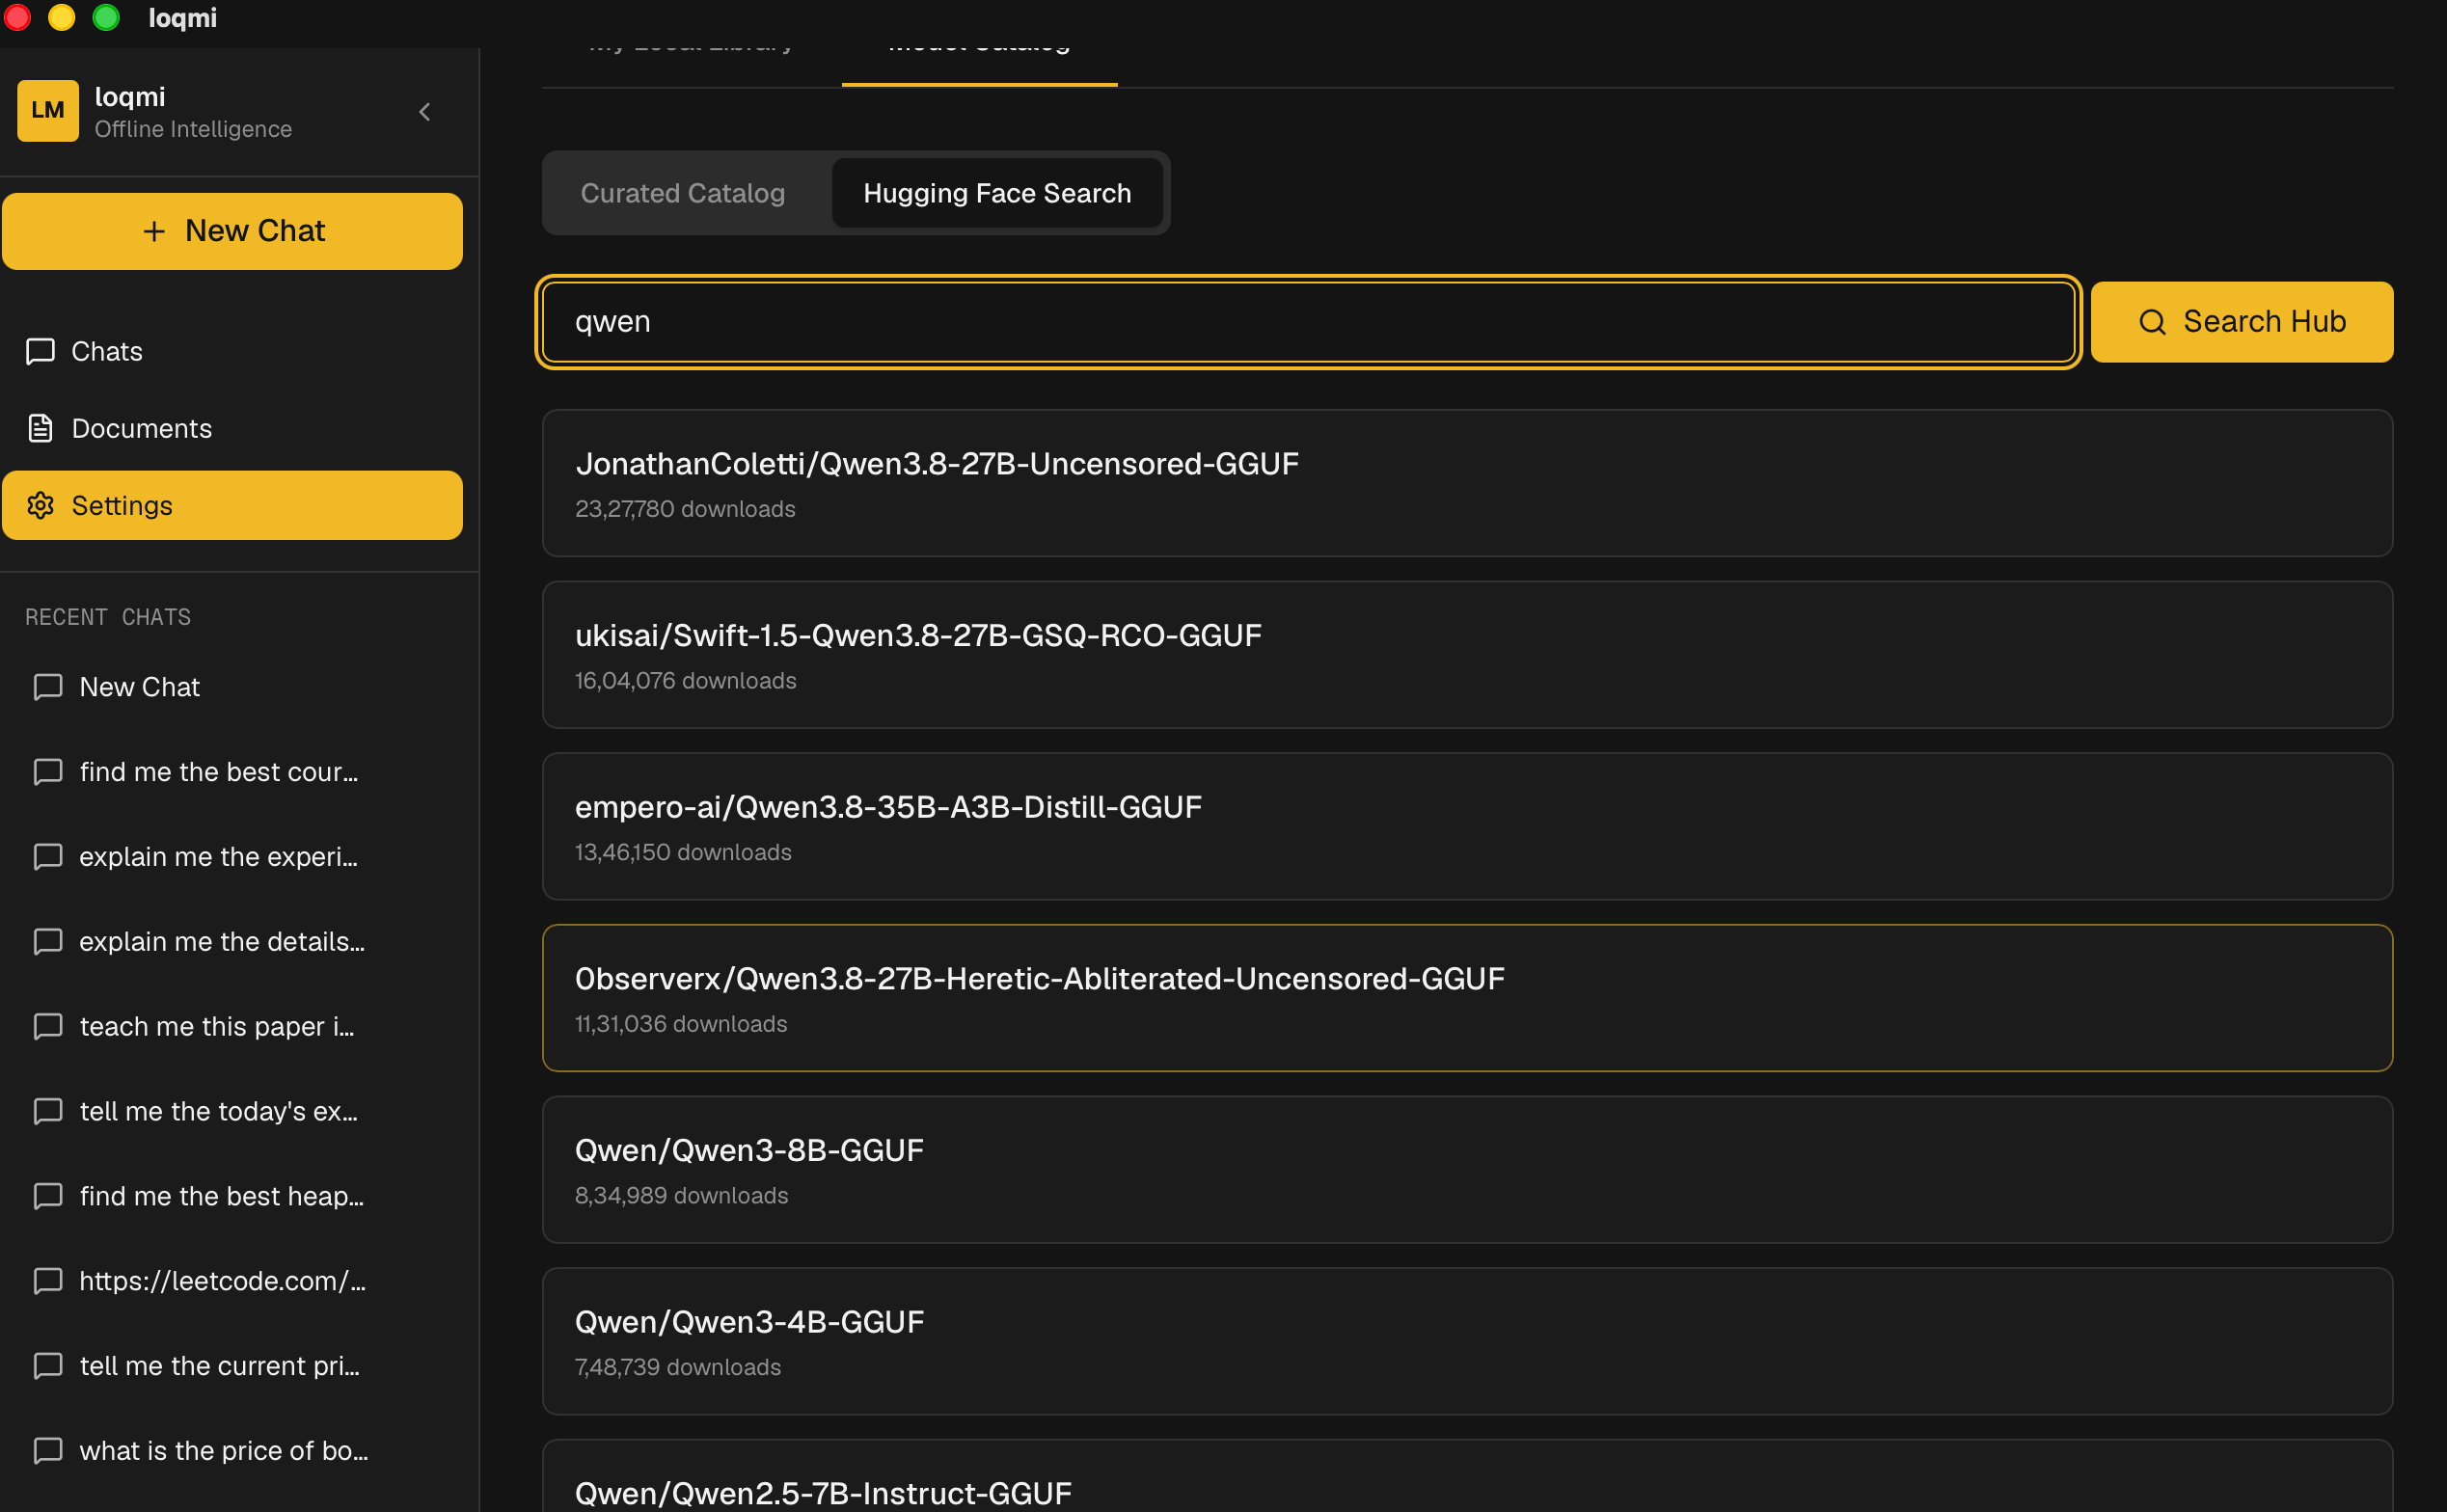 loqmi
LM
loqmi
Offline Intelligence
New Chat
Chats
Documents
Settings
RECENT CHATS
New Chat
find me the best cour...
explain me the experi...
explain me the details...
teach me this paper i...
tell me the today's ex...
find me the best heap...
https://leetcode.com/...
tell me the current pri...
what is the price of bo...
My Local Library
Model Catalog
Curated Catalog
Hugging Face Search
qwen
Search Hub
JonathanColetti/Qwen3.8-27B-Uncensored-GGUF
23,27,780 downloads
ukisai/Swift-1.5-Qwen3.8-27B-GSQ-RCO-GGUF
16,04,076 downloads
empero-ai/Qwen3.8-35B-A3B-Distill-GGUF
13,46,150 downloads
0bserverx/Qwen3.8-27B-Heretic-Abliterated-Uncensored-GGUF
11,31,036 downloads
Qwen/Qwen3-8B-GGUF
8,34,989 downloads
Qwen/Qwen3-4B-GGUF
7,48,739 downloads
Qwen/Qwen2.5-7B-Instruct-GGUF